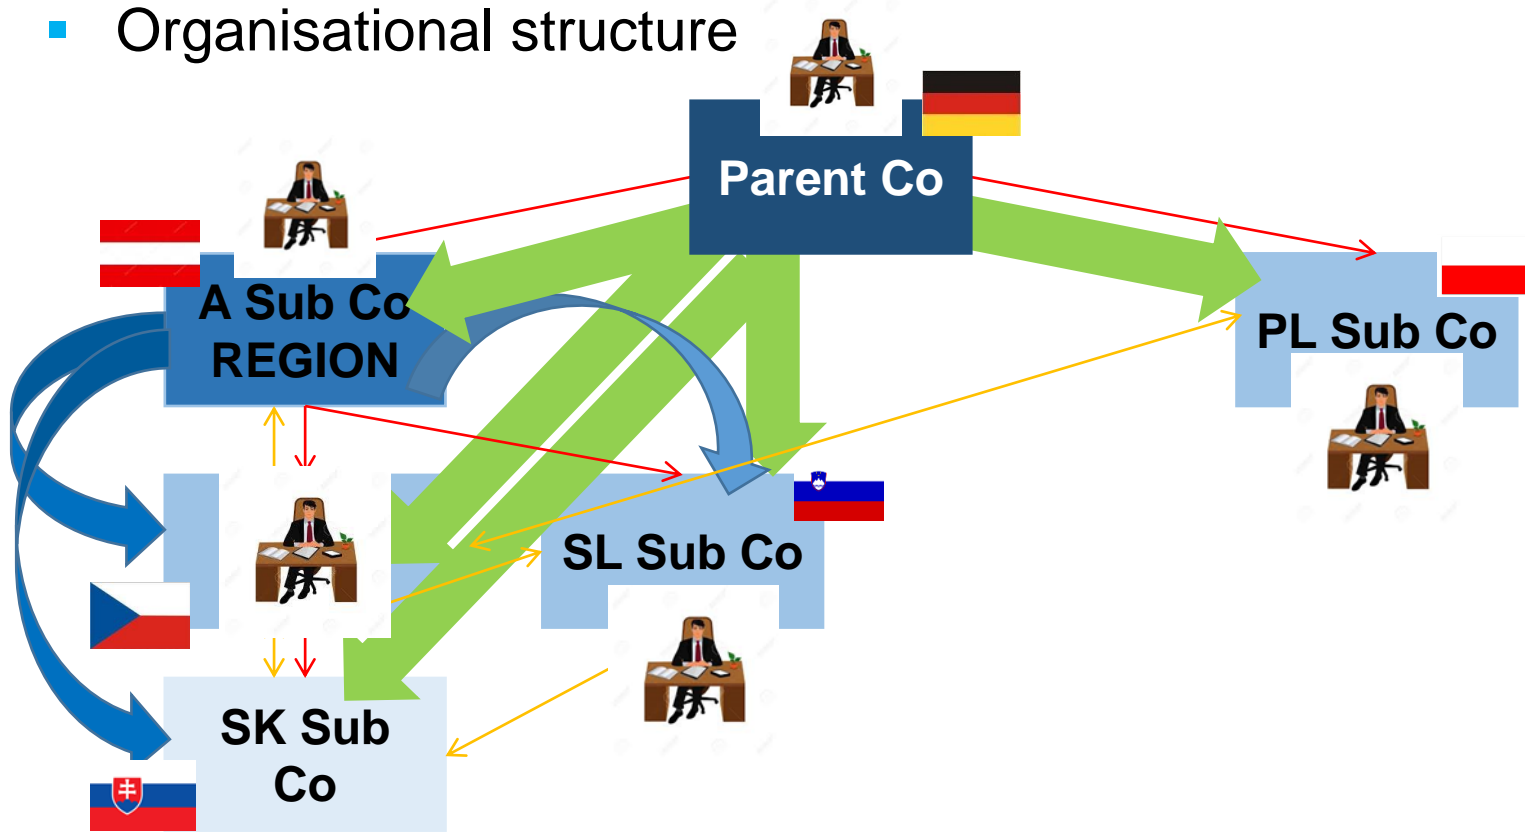 Organisational structure
Parent Co
A Sub Co
REGION
PL Sub Co
SL Sub Co
SK Sub
Co